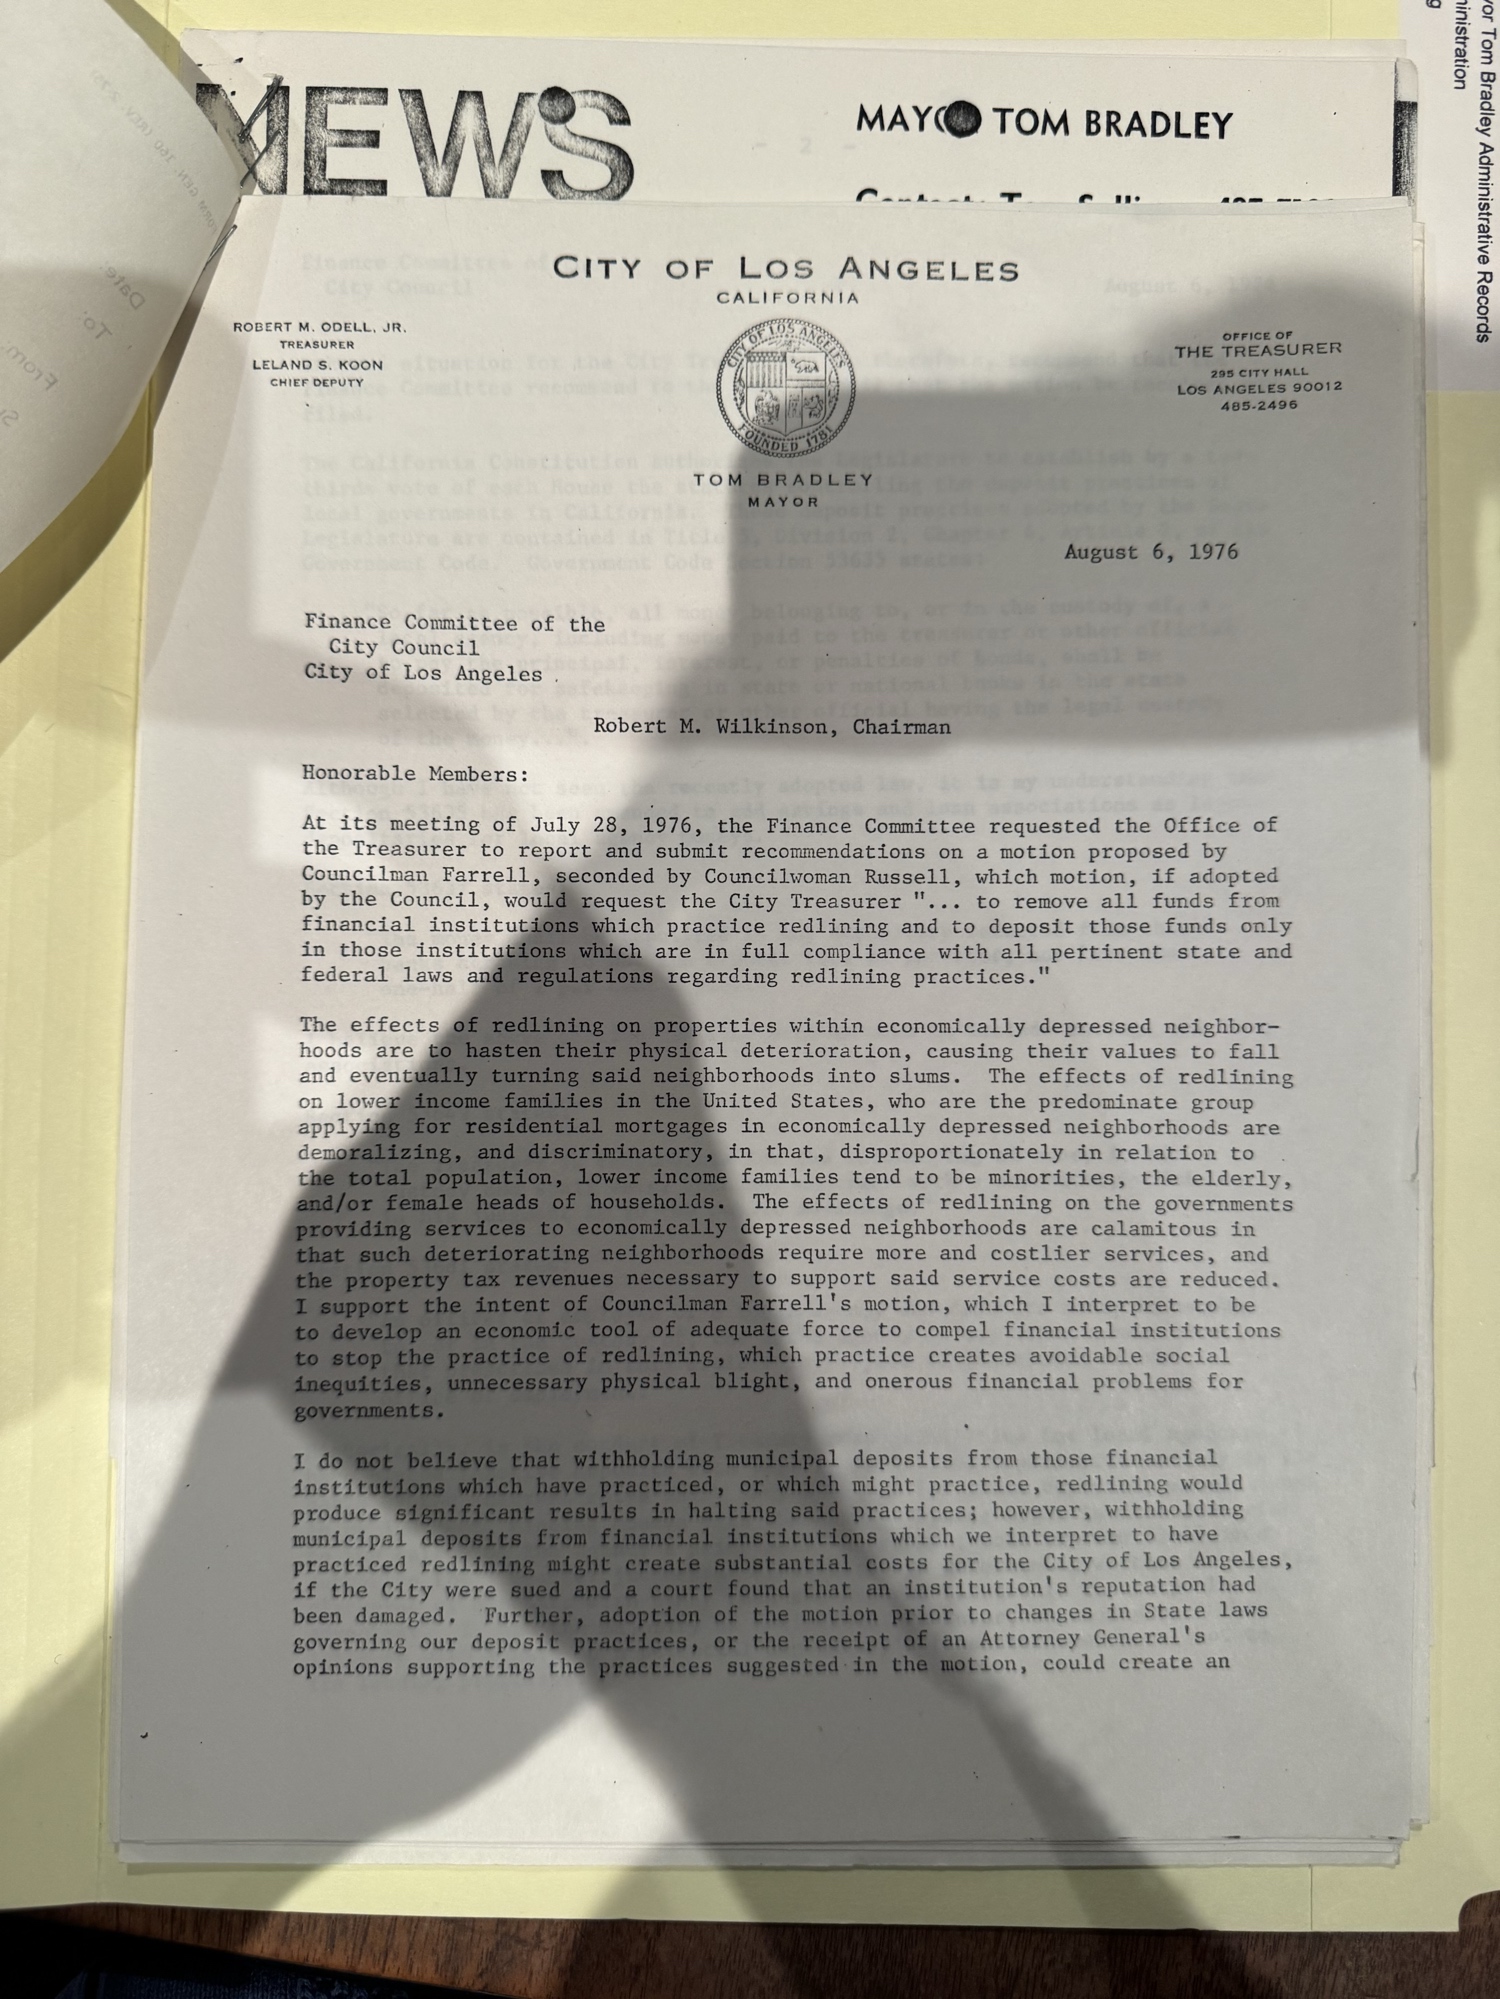 NEWS
MAYO TOM BRADLEY
Mayor Tom Bradley Administrative Records
CITY OF LOS ANGELES
CALIFORNIA
ROBERT M. ODELL, JR.
TREASURER
LELAND S. KOON
CHIEF DEPUTY
CITY OF LOS ANGELES
FOUNDED 1781
OFFICE OF
THE TREASURER
295 CITY HALL
LOS ANGELES 90012
485-2496
TOM BRADLEY
MAYOR
August 6, 1976
Finance Committee of the
City Council
City of Los Angeles
Robert M. Wilkinson, Chairman
Honorable Members:
At its meeting of July 28, 1976, the Finance Committee requested the Office of
the Treasurer to report and submit recommendations on a motion proposed by
Councilman Farrell, seconded by Councilwoman Russell, which motion, if adopted
by the Council, would request the City Treasurer "... to remove all funds from
financial institutions which practice redlining and to deposit those funds only
in those institutions which are in full compliance with all pertinent state and
federal laws and regulations regarding redlining practices."
The effects of redlining on properties within economically depressed neighbor-
hoods are to hasten their physical deterioration, causing their values to fall
and eventually turning said neighborhoods into slums. The effects of redlining
on lower income families in the United States, who are the predominate group
applying for residential mortgages in economically depressed neighborhoods are
demoralizing, and discriminatory, in that, disproportionately in relation to
the total population, lower income families tend to be minorities, the elderly,
and/or female heads of households. The effects of redlining on the governments
providing services to economically depressed neighborhoods are calamitous in
that such deteriorating neighborhoods require more and costlier services, and
the property tax revenues necessary to support said service costs are reduced.
I support the intent of Councilman Farrell's motion, which I interpret to be
to develop an economic tool of adequate force to compel financial institutions
to stop the practice of redlining, which practice creates avoidable social
inequities, unnecessary physical blight, and onerous financial problems for
governments.
I do not believe that withholding municipal deposits from those financial
institutions which have practiced, or which might practice, redlining would
produce significant results in halting said practices; however, withholding
municipal deposits from financial institutions which we interpret to have
practiced redlining might create substantial costs for the City of Los Angeles,
if the City were sued and a court found that an institution's reputation had
been damaged. Further, adoption of the motion prior to changes in State laws
governing our deposit practices, or the receipt of an Attorney General's
opinions supporting the practices suggested in the motion, could create an